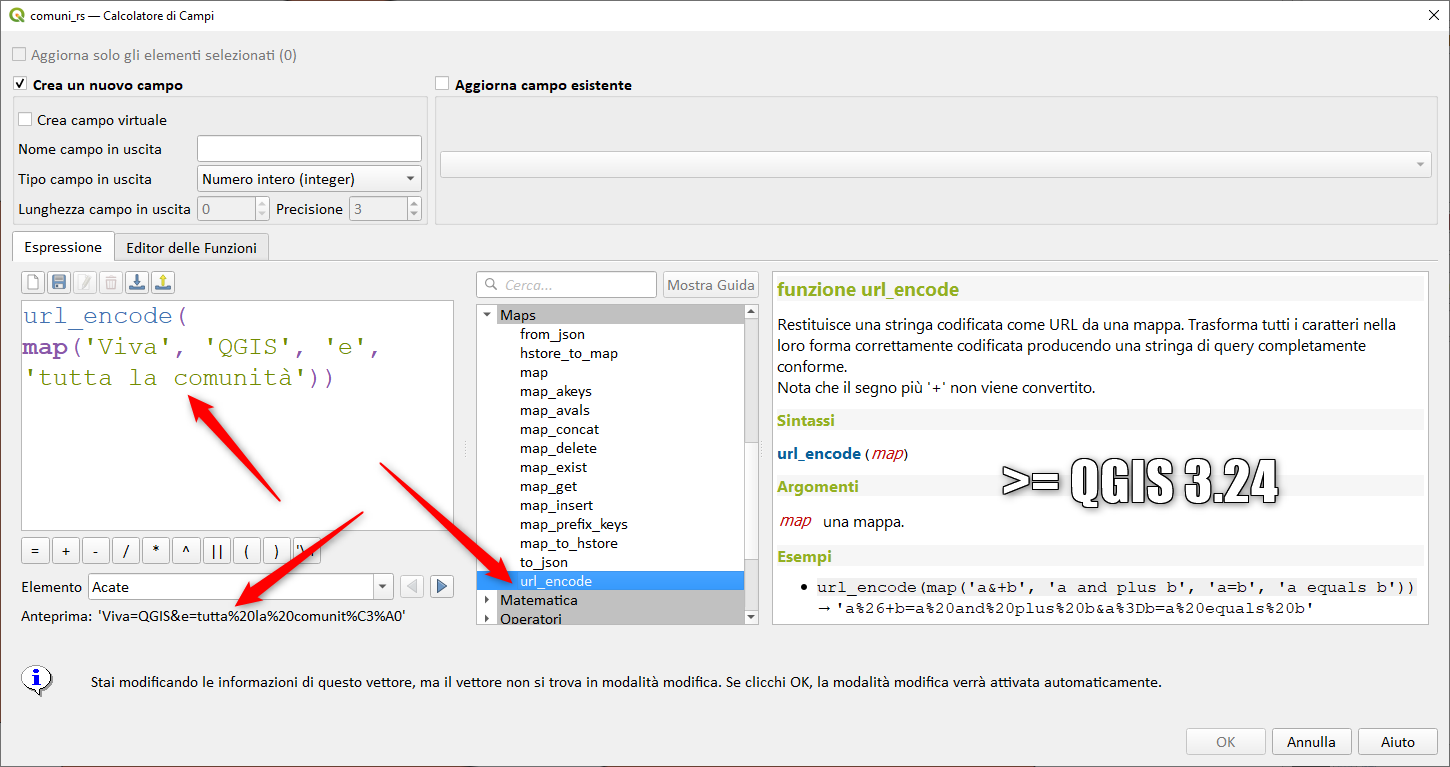 comuni_rs — Calcolatore di Campi
Aggiorna solo gli elementi selezionati (0)
Crea un nuovo campo
Aggiorna campo esistente
Crea campo virtuale
Nome campo in uscita
Tipo campo in uscita
Numero intero (integer)
Lunghezza campo in uscita
0
Precisione
3
Espressione
Editor delle Funzioni
url_encode(
map('Viva', 'QGIS', 'e',
'tutta la comunità'))
= + - / * ^ || ( )
Elemento
Acate
Anteprima: 'Viva=QGIS&e=tutta%20la%20comunit%C3%A0'
Cerca...
Mostra Guida
Maps
from_json
hstore_to_map
map
map_akeys
map_avals
map_concat
map_delete
map_exist
map_get
map_insert
map_prefix_keys
map_to_hstore
to_json
url_encode
Matematica
Operatori
funzione url_encode
Restituisce una stringa codificata come URL da una mappa. Trasforma tutti i caratteri nella
loro forma correttamente codificata producendo una stringa di query completamente
conforme.
Nota che il segno più '+' non viene convertito.
Sintassi
url_encode(map)
>= QGIS 3.24
Argomenti
map una mappa.
Esempi
• url_encode(map('a&+b', 'a and plus b', 'a=b', 'a equals b'))
→ 'a%26+b=a%20and%20plus%20b&a%3Db=a%20equals%20b'
Stai modificando le informazioni di questo vettore, ma il vettore non si trova in modalità modifica. Se clicchi OK, la modalità modifica verrà attivata automaticamente.
OK
Annulla
Aiuto